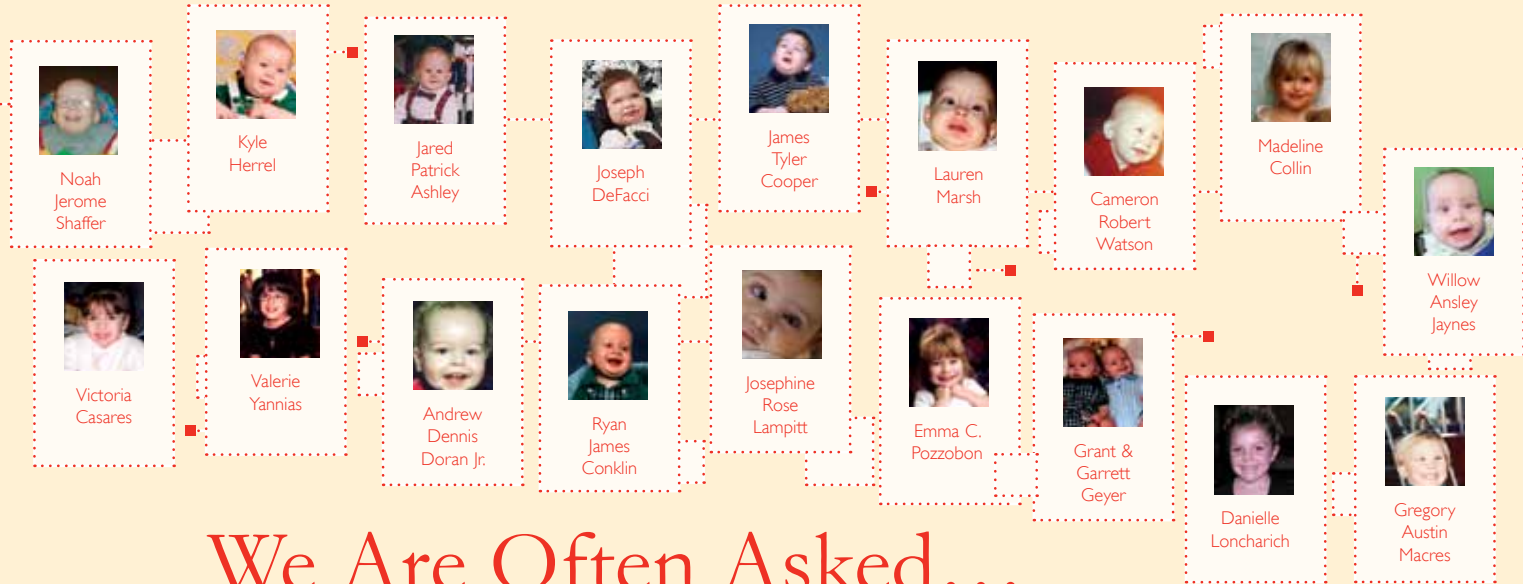 Noah
Jerome
Shaffer
Kyle
Herrel
Jared
Patrick
Ashley
Joseph
DeFacci
James
Tyler
Cooper
Lauren
Marsh
Cameron
Robert
Watson
Madeline
Collin
Willow
Ansley
Jaynes
Victoria
Casares
Valerie
Yannias
Andrew
Dennis
Doran Jr.
Ryan
James
Conklin
Josephine
Rose
Lampitt
Emma C.
Pozzobon
Grant &
Garrett
Geyer
Danielle
Loncharich
Gregory
Austin
Macres
We Are Often Asked...